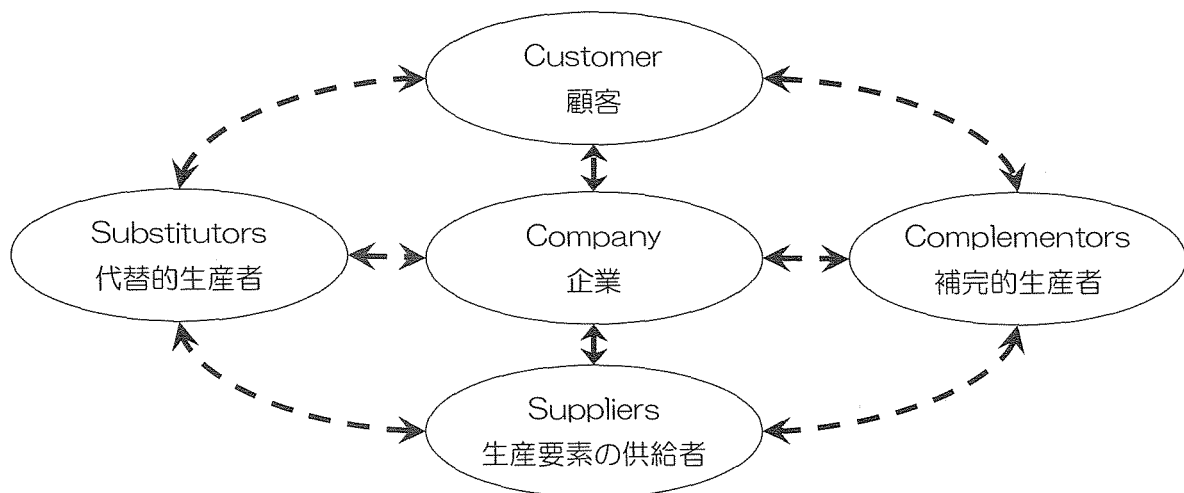 Customer
顧客
Substitutors
代替的生産者
Company
企業
Complementors
補完的生産者
Suppliers
生産要素の供給者